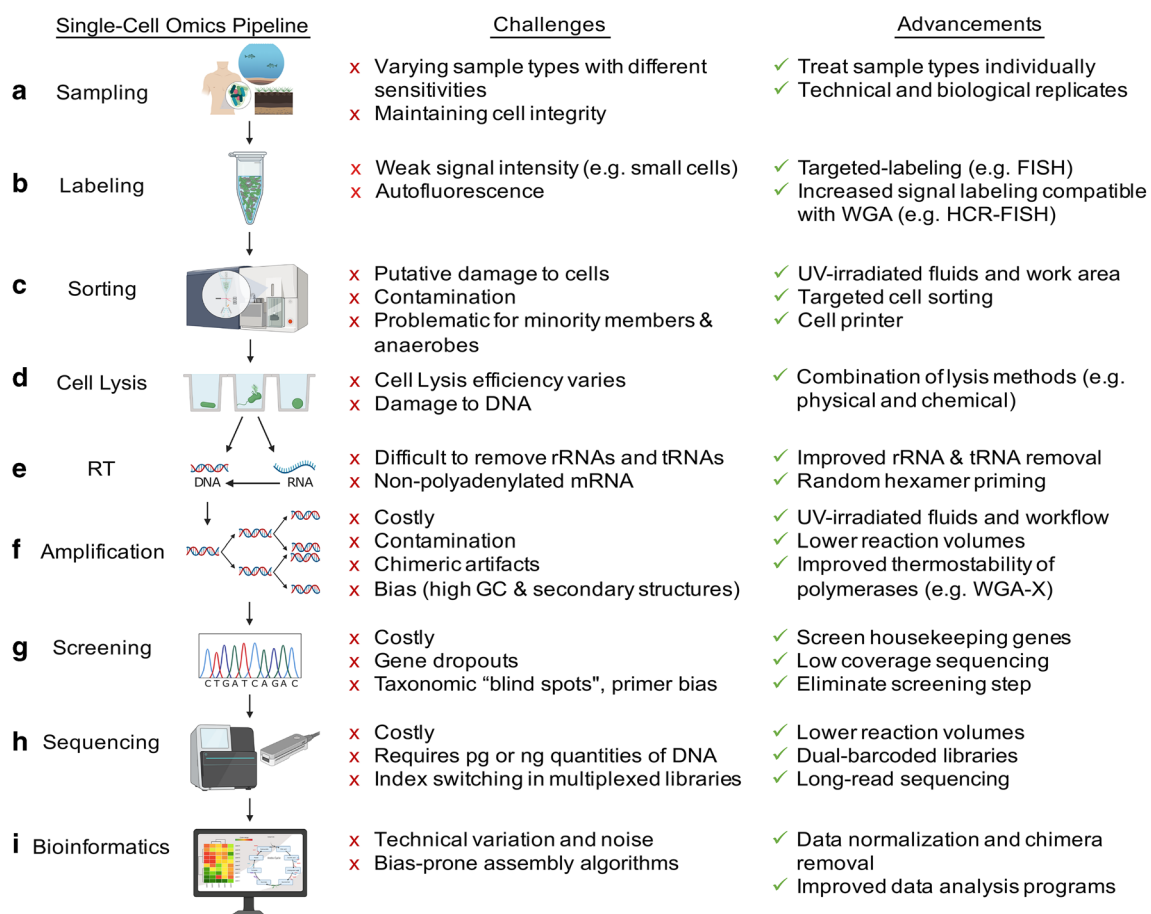 Single-Cell Omics Pipeline
Challenges
Advancements
a
Sampling
x Varying sample types with different
sensitivities
x Maintaining cell integrity
✓ Treat sample types individually
✓ Technical and biological replicates
b
Labeling
x Weak signal intensity (e.g. small cells)
x Autofluorescence
✓ Targeted-labeling (e.g. FISH)
✓ Increased signal labeling compatible
with WGA (e.g. HCR-FISH)
c
Sorting
x Putative damage to cells
x Contamination
x Problematic for minority members &
anaerobes
✓ UV-irradiated fluids and work area
✓ Targeted cell sorting
✓ Cell printer
d
Cell Lysis
x Cell Lysis efficiency varies
x Damage to DNA
✓ Combination of lysis methods (e.g.
physical and chemical)
e
RT
DNA
RNA
x Difficult to remove rRNAs and tRNAs
x Non-polyadenylated mRNA
✓ Improved rRNA & tRNA removal
✓ Random hexamer priming
f
Amplification
x Costly
x Contamination
x Chimeric artifacts
x Bias (high GC & secondary structures)
✓ UV-irradiated fluids and workflow
✓ Lower reaction volumes
✓ Improved thermostability of
polymerases (e.g. WGA-X)
g
Screening
C T G A T C A G A C
x Costly
x Gene dropouts
x Taxonomic “blind spots", primer bias
✓ Screen housekeeping genes
✓ Low coverage sequencing
✓ Eliminate screening step
h
Sequencing
x Costly
x Requires pg or ng quantities of DNA
x Index switching in multiplexed libraries
✓ Lower reaction volumes
✓ Dual-barcoded libraries
✓ Long-read sequencing
i
Bioinformatics
x Technical variation and noise
x Bias-prone assembly algorithms
✓ Data normalization and chimera
removal
✓ Improved data analysis programs